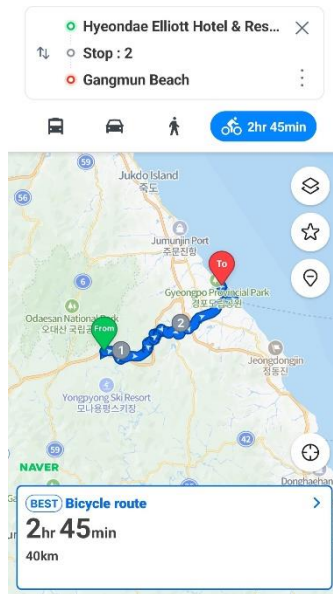 Hyeondae Elliott Hotel & Res...
Stop : 2
Gangmun Beach
2hr 45min
59
Jukdo Island
죽도
56
Jumunjin Port
주문진항
6
To
Gyeongpo Provincial Park
경포도립공원
Odaesan National Park
오대산 국립공
From
1
2
Jeongdongjin
정동진
Yongpyong Ski Resort
모나용평스키장
59
42
NAVER
Donghae
BEST Bicycle route
2hr 45min
40km